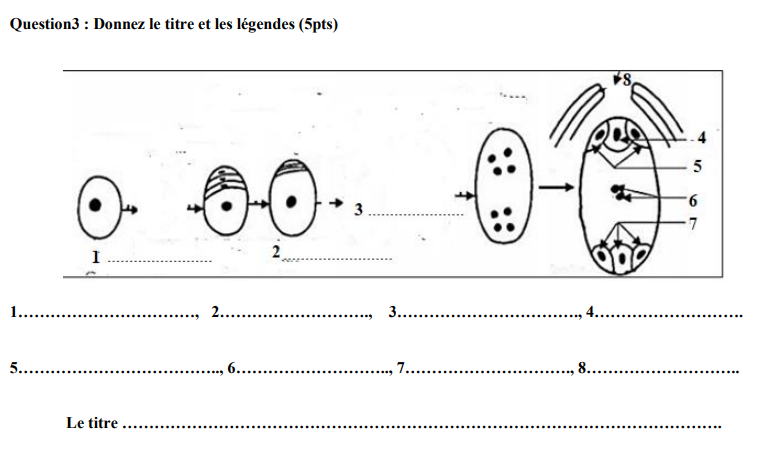 Question3 : Donnez le titre et les légendes (5pts)
8
4
5
6
7
3 ........................
1 ........................
2 ........................
1……………………………., 2……………………….., 3……………………………., 4……………………….
5……………………………….., 6……………………….., 7…………………………., 8………………………..
Le titre ……………………………………………………………………………………………….